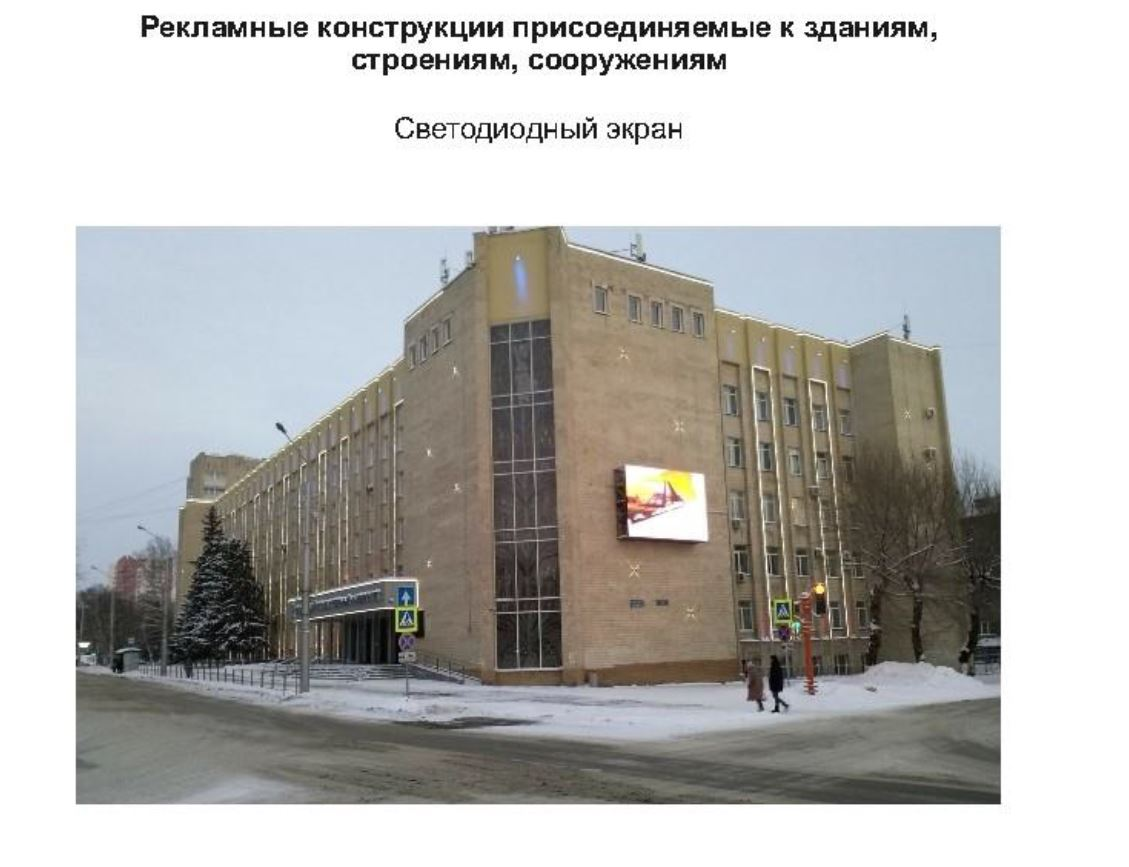 Рекламные конструкции присоединяемые к зданиям,
строениям, сооружениям
Светодиодный экран